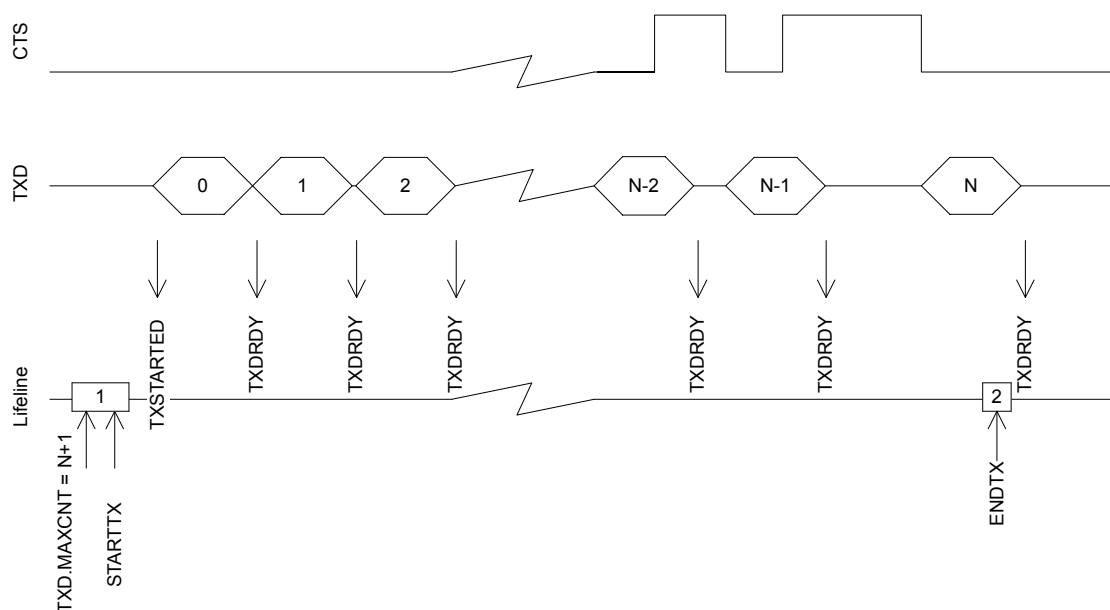 CTS
TXD
0
1
2
N-2
N-1
N
TXSTARTED
TXDRDY
TXDRDY
TXDRDY
TXDRDY
TXDRDY
TXDRDY
Lifeline
1
2
TXD.MAXCNT = N+1
STARTTX
ENDTX